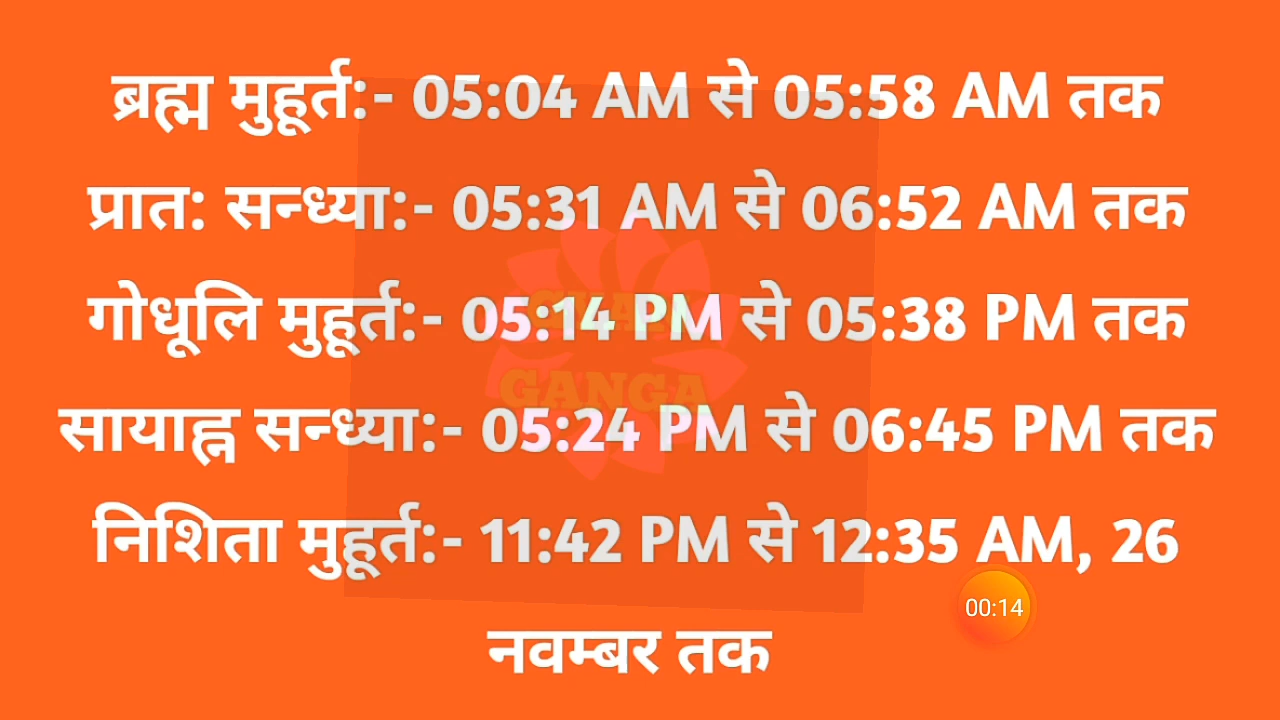 ब्रह्म मुहूर्त:- 05:04 AM से 05:58 AM तक
प्रात: सन्ध्या:- 05:31 AM से 06:52 AM तक
गोधूलि मुहूर्त:- 05:14 PM से 05:38 PM तक
GANGA
सायाह्न सन्ध्या:- 05:24 PM से 06:45 PM तक
निशिता मुहूर्त:- 11:42 PM से 12:35 AM, 26
00:14
नवम्बर तक